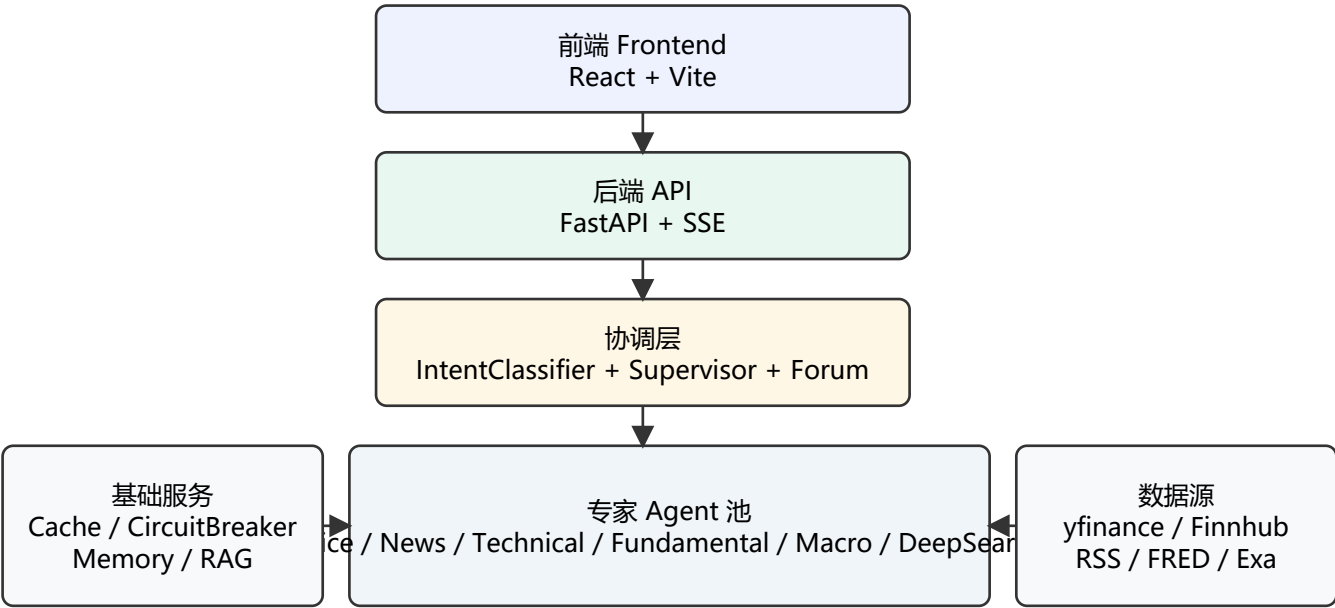 前端 Frontend
React + Vite
后端 API
FastAPI + SSE
协调层
IntentClassifier + Supervisor + Forum
基础服务
Cache / CircuitBreaker
Memory / RAG
专家 Agent 池
/ News / Technical / Fundamental / Macro /
数据源
yfinance / Finnhub
RSS / FRED / Exa